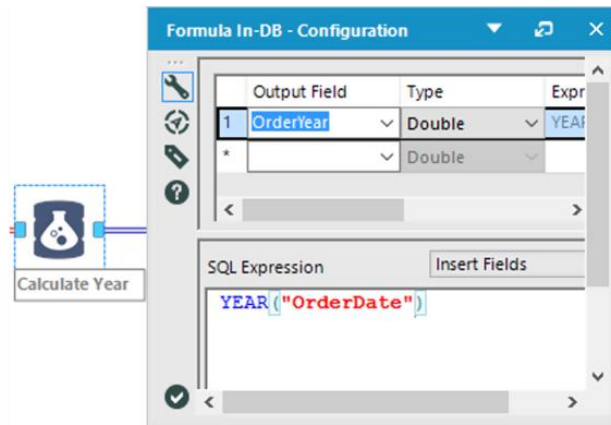 Formula In-DB - Configuration
Output Field Type Expr
1 OrderYear Double YEAR
* Double
Calculate Year
SQL Expression Insert Fields
YEAR("OrderDate")